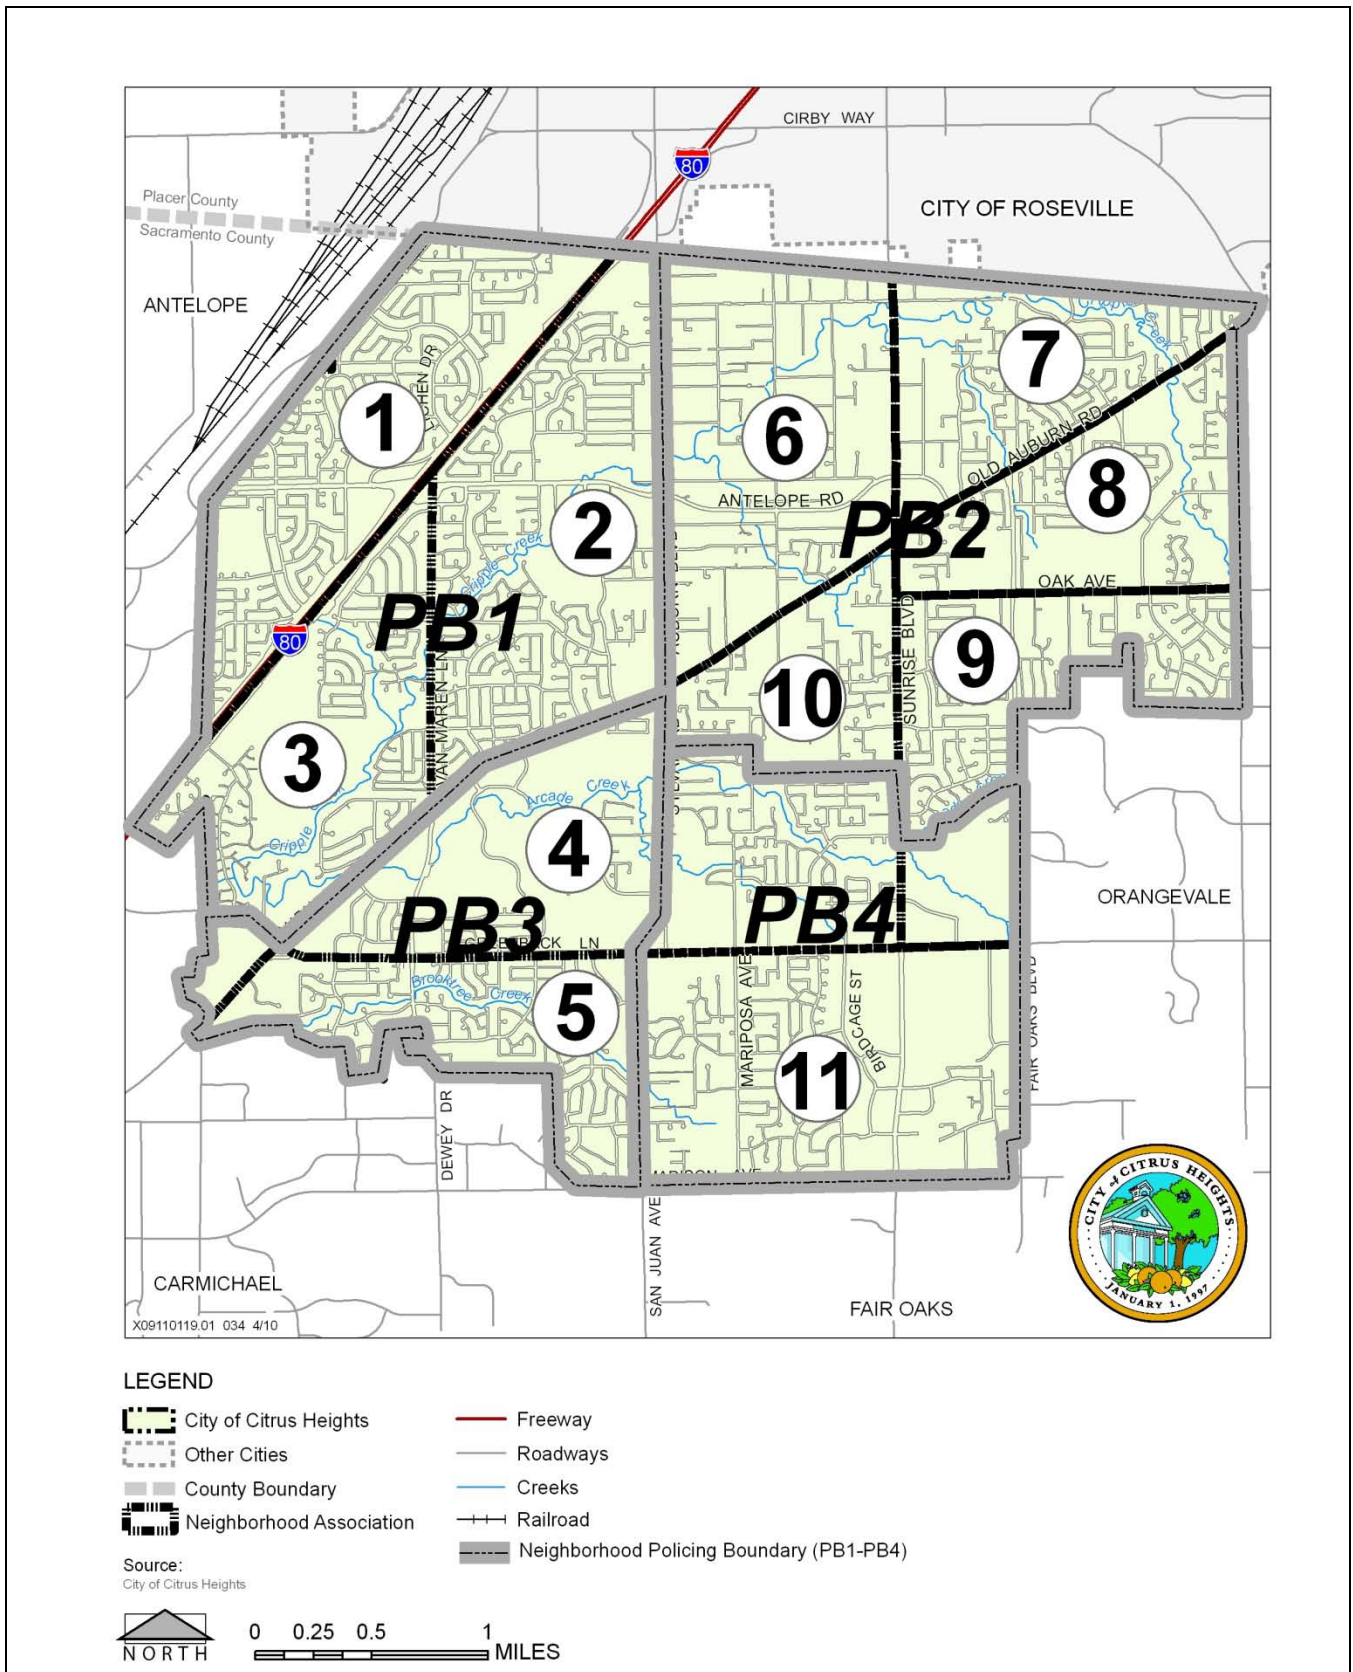 CIRBY WAY
80
Placer County
CITY OF ROSEVILLE
Sacramento County
ANTELOPE
Cripple
Creek
7
1
6
OLD AUBURN RD
8
ANTELOPE RD
2
PB2
Cripple Creek
OAK AVE
PB1
80
SUNRISE BLVD
9
VAN MAREN LN
10
3
Arcade Creek
Cripple
4
ORANGEVALE
PB3
PB4
LN
Brooktree Creek
5
MARIPOSA AVE
BIRDCAGE ST
FAIR OAKS BLVD
11
DEWEY DR
SAN JUAN AVE
CITY of CITRUS HEIGHTS
JANUARY 1, 1997
CARMICHAEL
FAIR OAKS
X09110119.01 034 4/10
LEGEND
City of Citrus Heights
Freeway
Other Cities
Roadways
County Boundary
Creeks
Neighborhood Association
Railroad
Neighborhood Policing Boundary (PB1-PB4)
Source:
City of Citrus Heights
NORTH
0 0.25 0.5 1 MILES